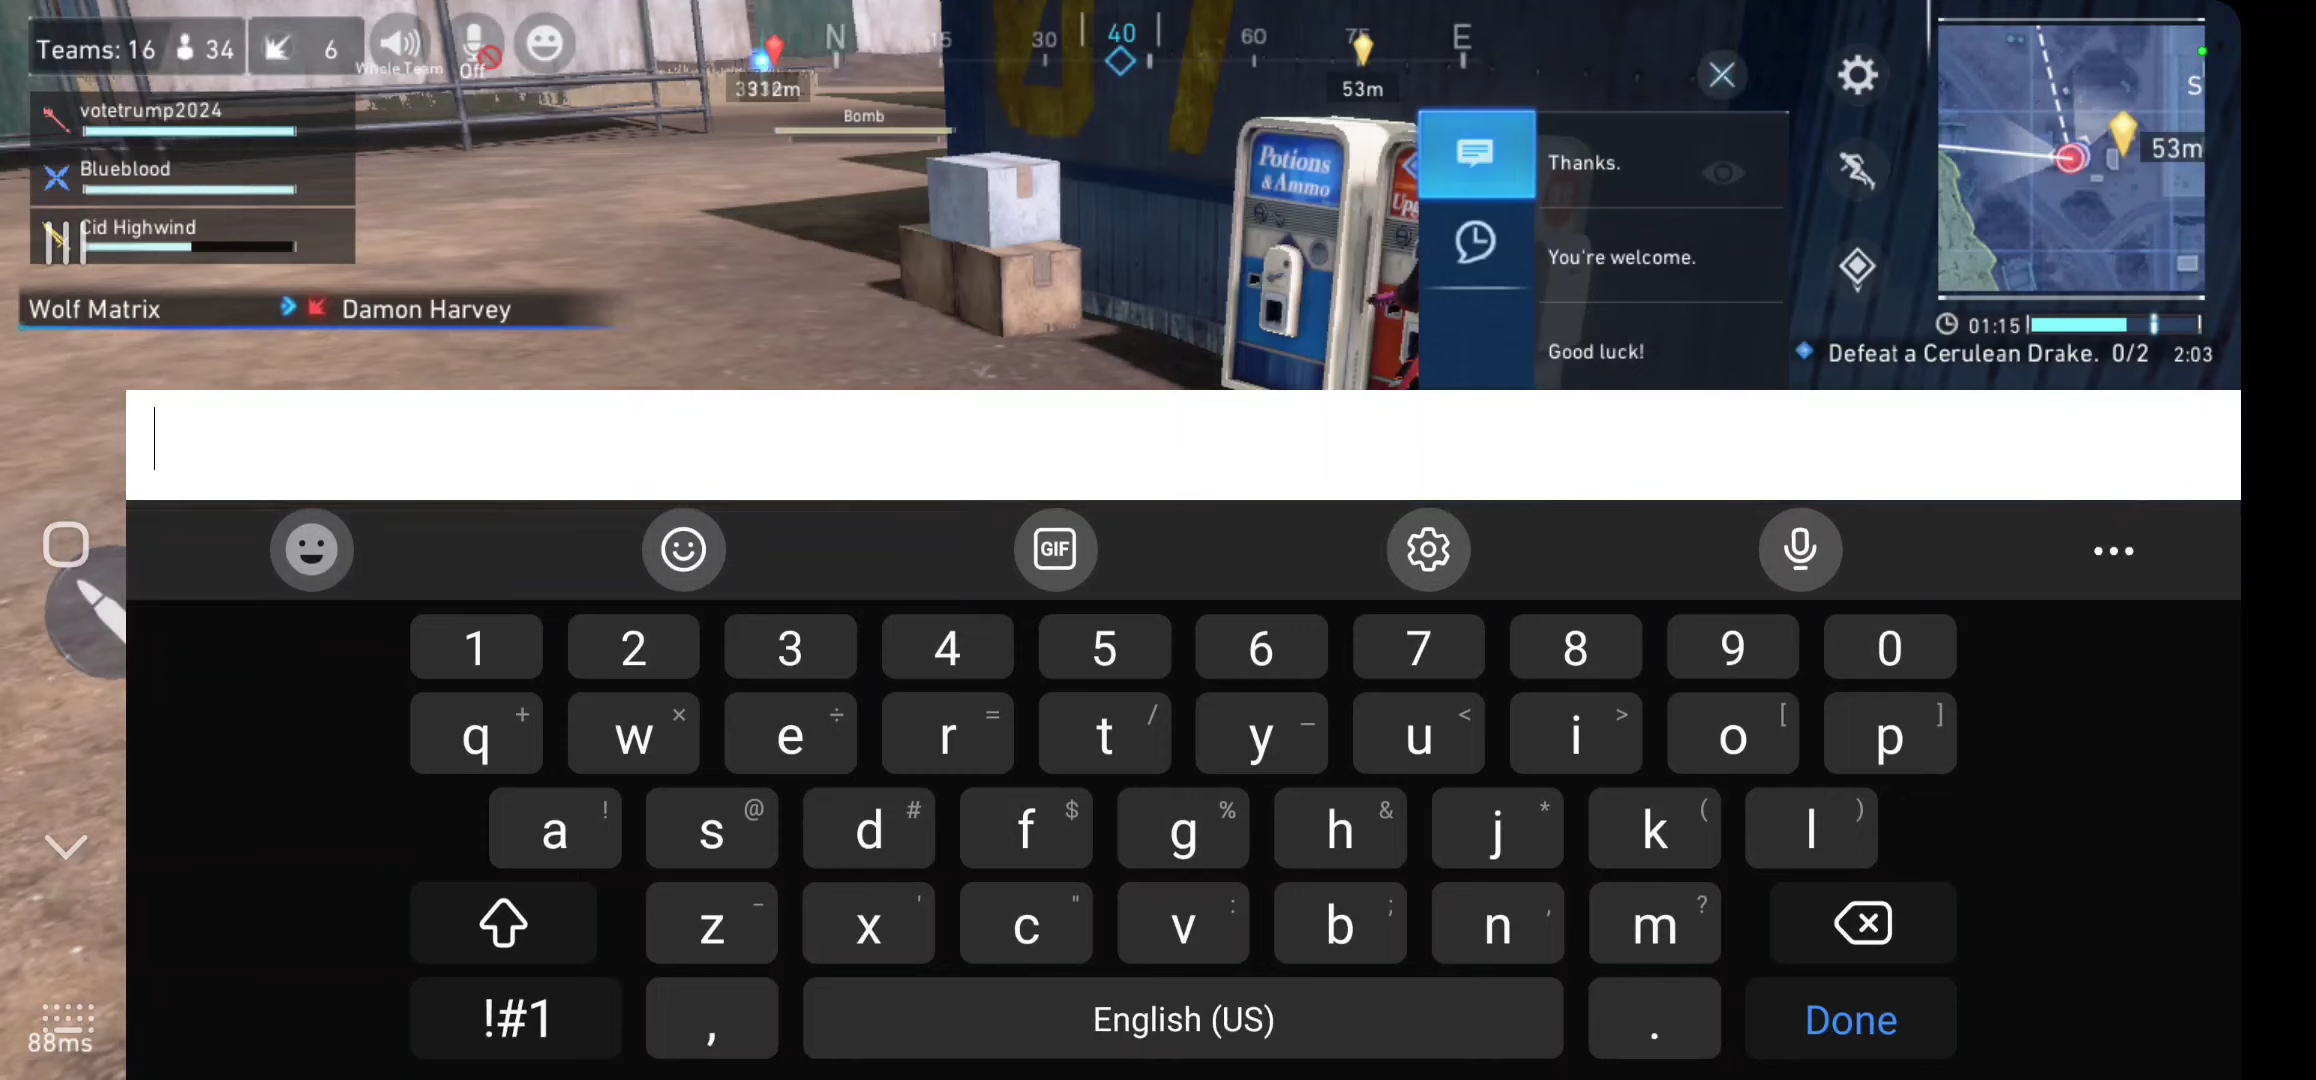 Teams: 16 34 6
Whole Team
Off
votetrump2024
Blueblood
Cid Highwind
Wolf Matrix Damon Harvey
N 15 30 40 60 75 E
312m
53m
Bomb
Potions
& Ammo
Thanks.
You're welcome.
Good luck!
S
53m
01:15
Defeat a Cerulean Drake. 0/2 2:03
GIF
1 2 3 4 5 6 7 8 9 0
q + w × e ÷ r = t / y _ u < i > o [ p ]
a ! s @ d # f $ g % h & j * k ( l )
z - x ' c " v : b ; n , m ?
!#1 , English (US) . Done
88ms